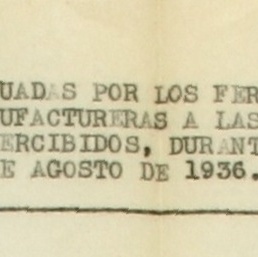 UADAS POR LOS FER
UFACTURERAS A LAS
ERCIBIDOS, DURANT
E AGOSTO DE 1936.